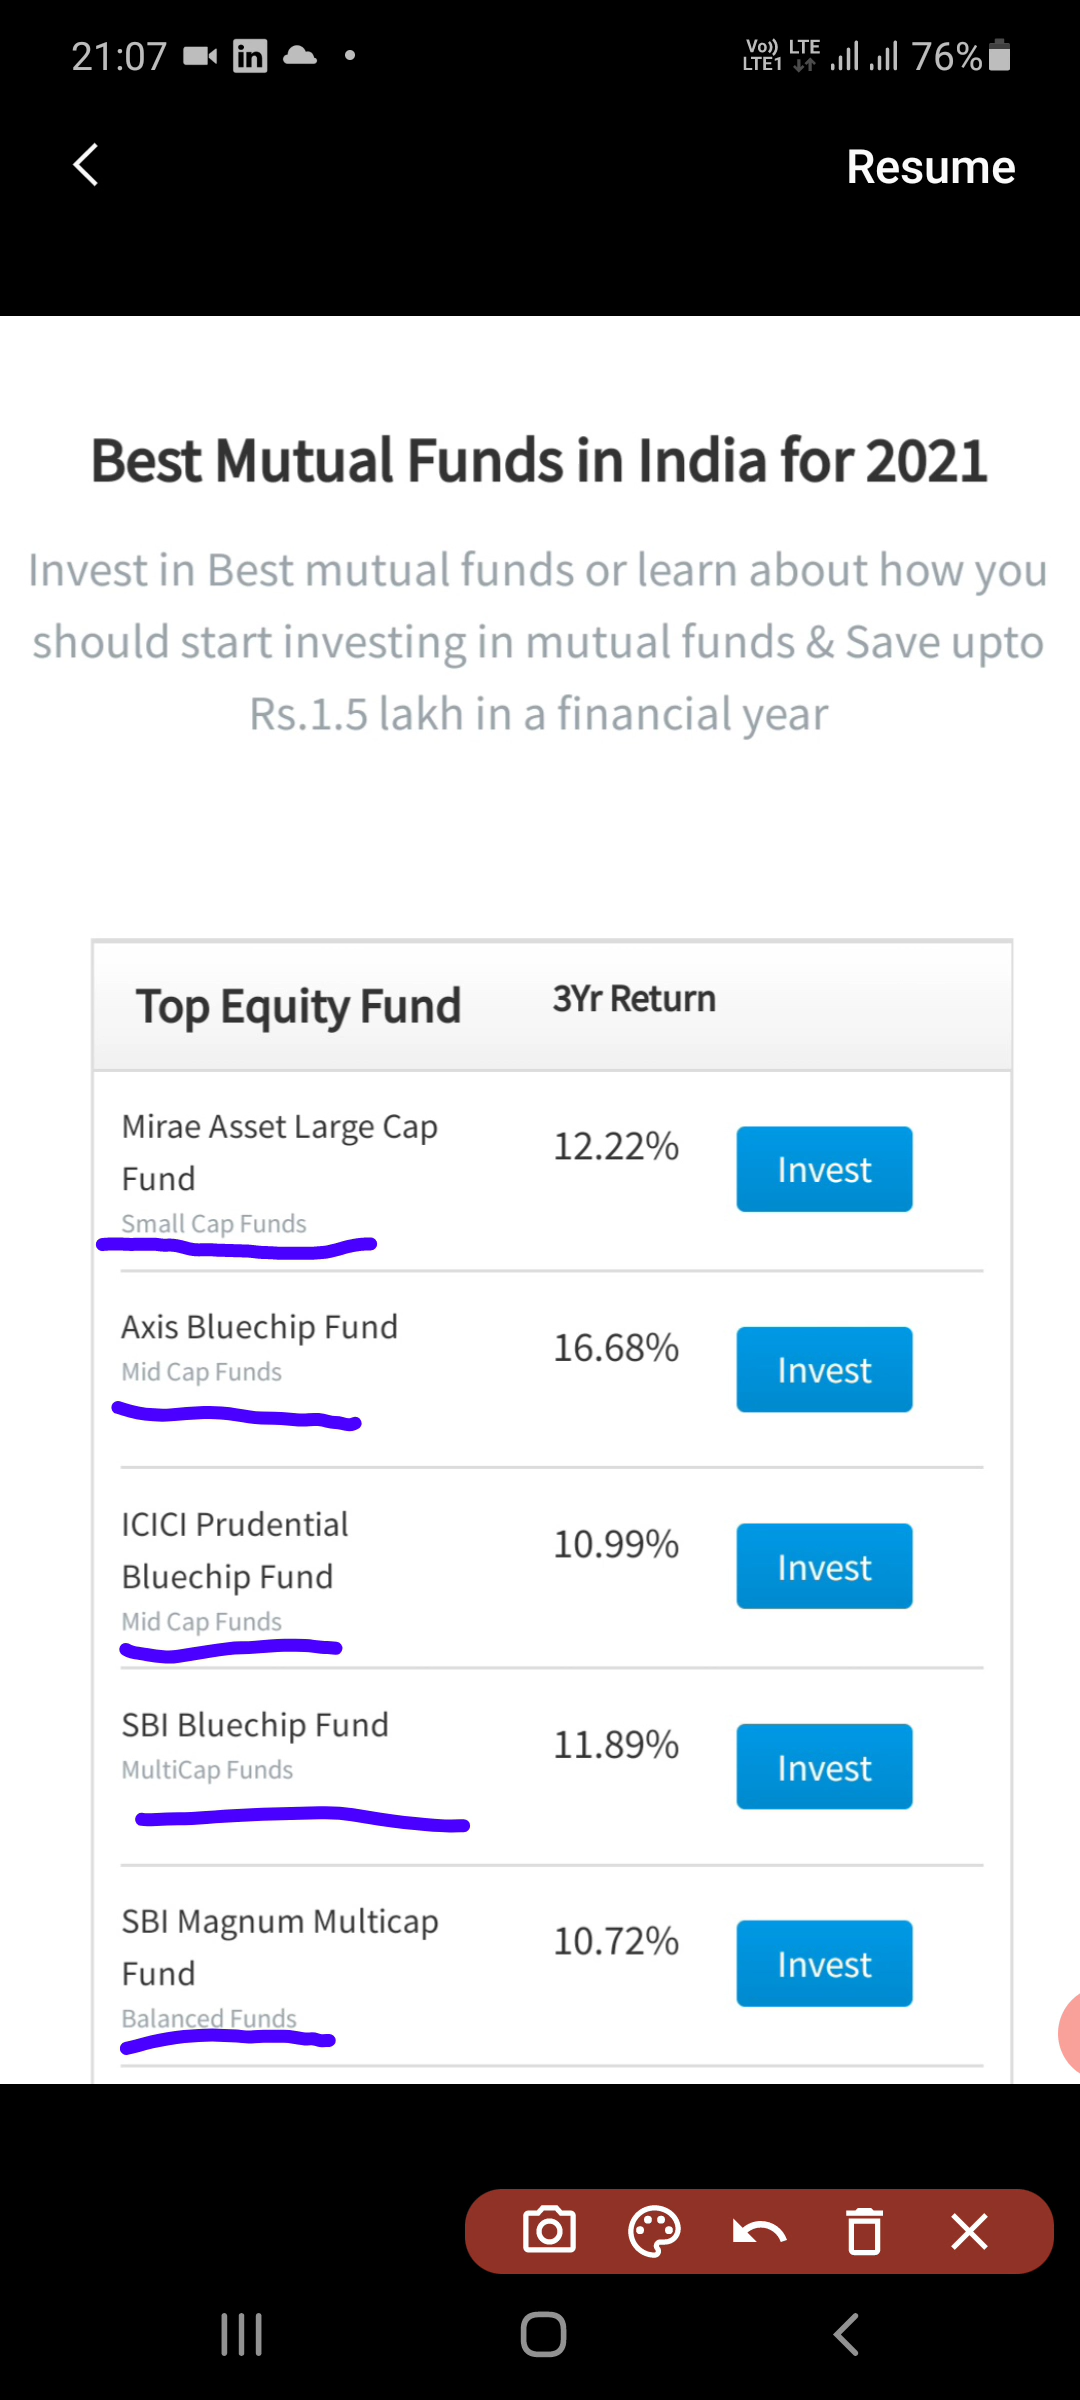 21:07 in Vo)) LTE LTE1 76%
Resume
Best Mutual Funds in India for 2021
Invest in Best mutual funds or learn about how you
should start investing in mutual funds & Save upto
Rs.1.5 lakh in a financial year
Top Equity Fund 3Yr Return
Mirae Asset Large Cap
Fund
Small Cap Funds
12.22%
Invest
Axis Bluechip Fund
Mid Cap Funds
16.68%
Invest
ICICI Prudential
Bluechip Fund
Mid Cap Funds
10.99%
Invest
SBI Bluechip Fund
MultiCap Funds
11.89%
Invest
SBI Magnum Multicap
Fund
Balanced Funds
10.72%
Invest